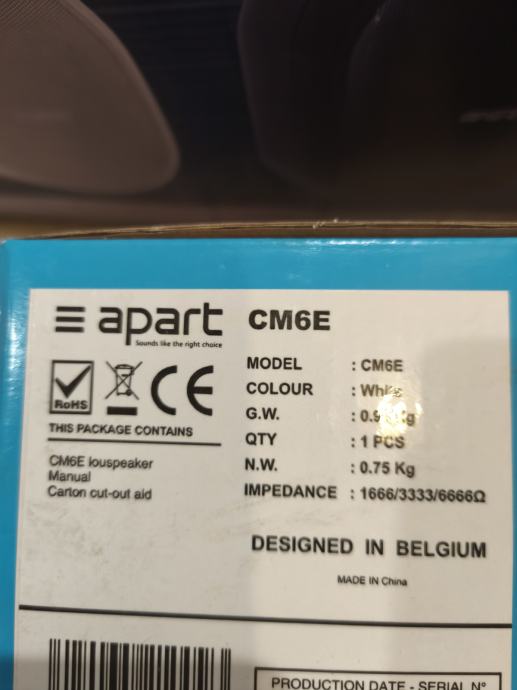 apart
Sounds like the right choice
CM6E
RoHS
CE
THIS PACKAGE CONTAINS
CM6E louspeaker
Manual
Carton cut-out aid
MODEL : CM6E
COLOUR : White
G.W. :
QTY : 1 PCS
N.W. : 0.75 Kg
IMPEDANCE : 1666/3333/6666Ω
DESIGNED IN BELGIUM
MADE IN China
PRODUCTION DATE - SERIAL N°